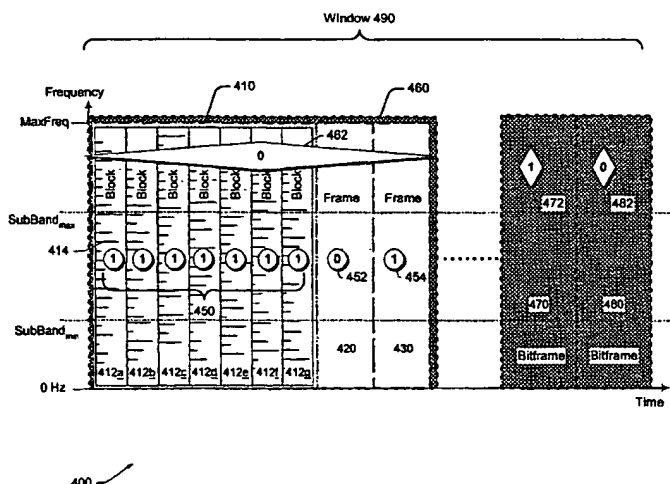 Window 490
410
460
Frequency
MaxFreq
462
0
Block Block Block Block Block Block Block Frame Frame
1 0
472 482
SubBandmax
414
1 1 1 1 1 1 1 0 1
452 454
450
470 480
SubBandmin
420 430
Bitframe Bitframe
412a 412b 412c 412d 412e 412f 412g
0 Hz
Time
400